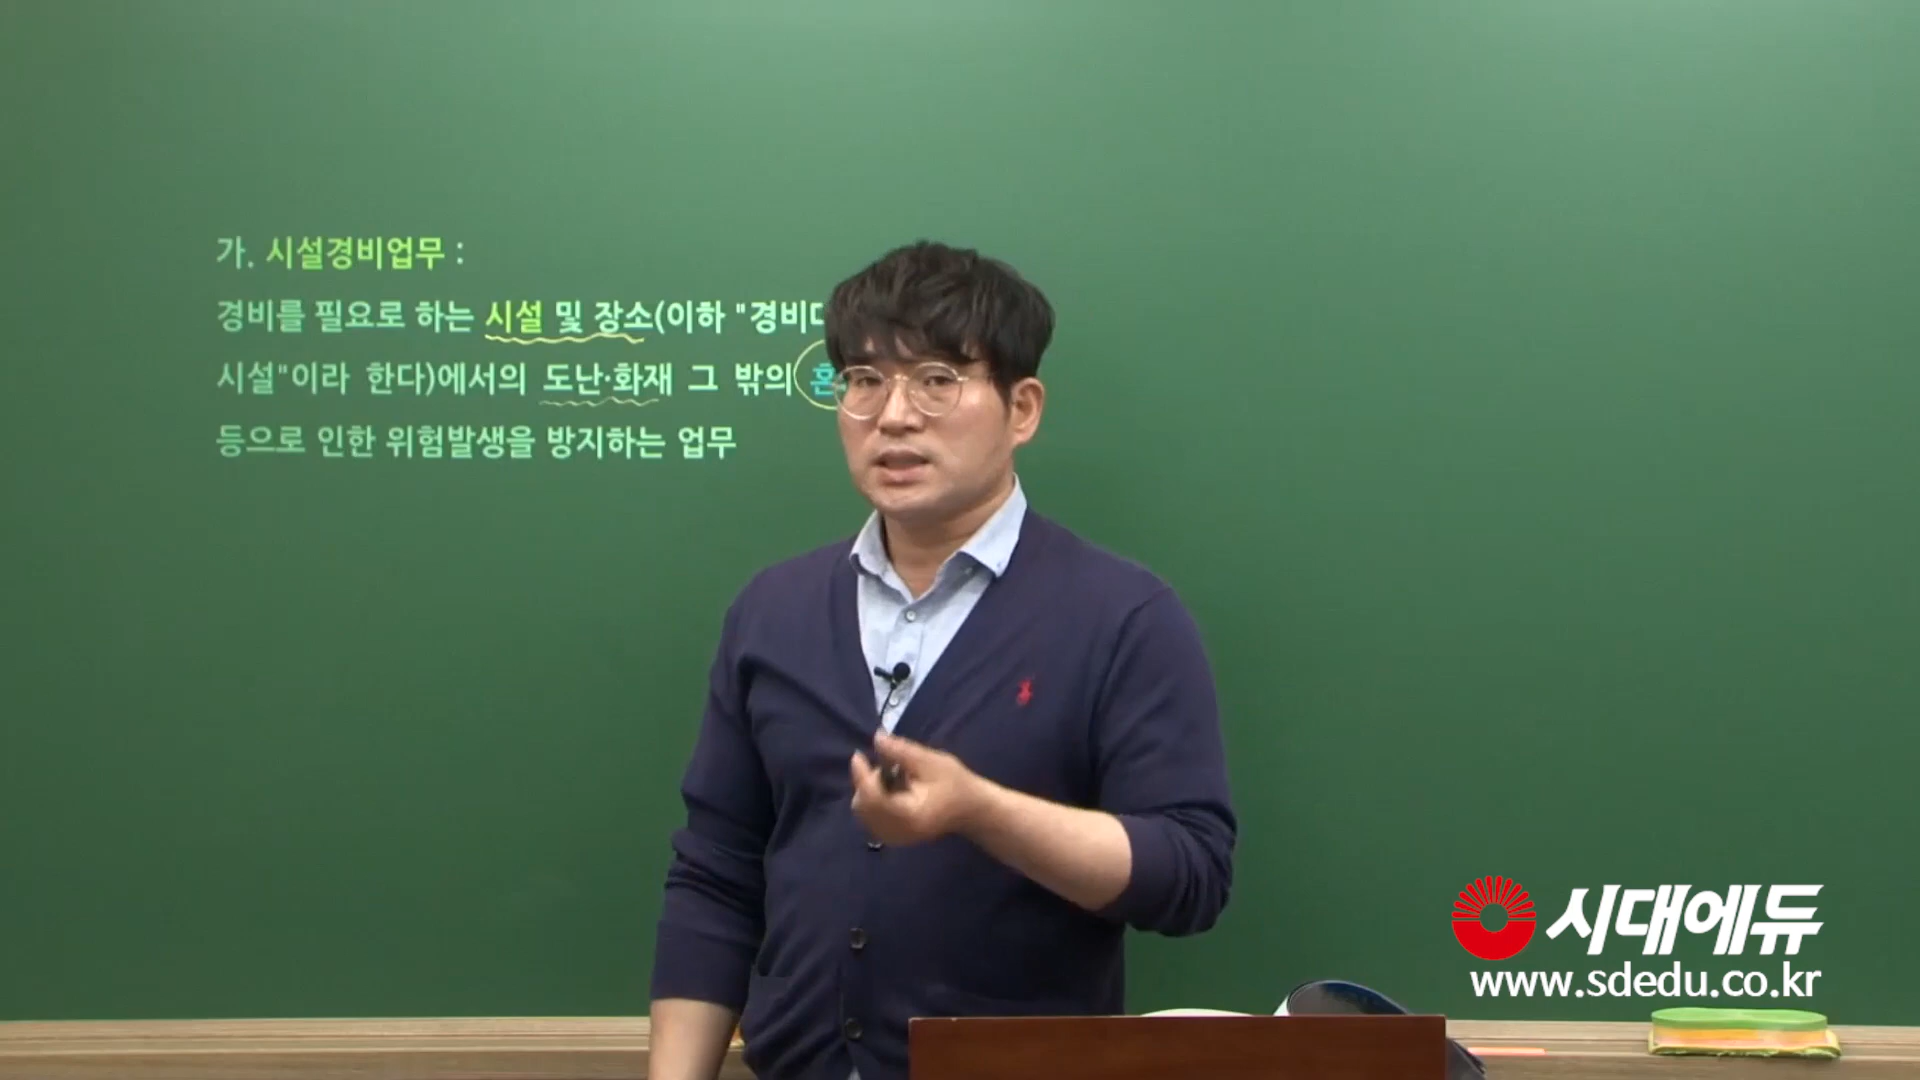 가. 시설경비업무 :
경비를 필요로 하는 시설 및 장소(이하 "경비대
시설"이라 한다)에서의 도난·화재 그 밖의
등으로 인한 위험발생을 방지하는 업무
시대에듀
www.sdedu.co.kr